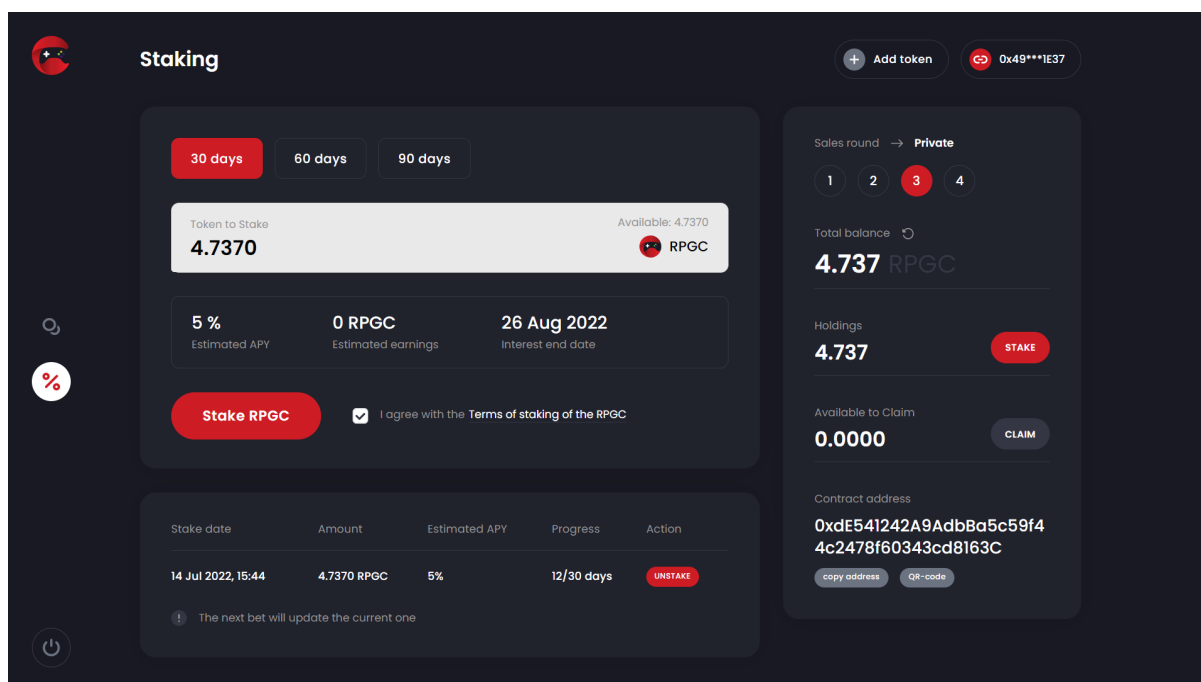 Staking
Add token
0x49***1E37
30 days
60 days
90 days
Token to Stake
4.7370
Available: 4.7370
RPGC
5 %
Estimated APY
0 RPGC
Estimated earnings
26 Aug 2022
Interest end date
Stake RPGC
I agree with the Terms of staking of the RPGC
Stake date Amount Estimated APY Progress Action
14 Jul 2022, 15:44 4.7370 RPGC 5% 12/30 days UNSTAKE
! The next bet will update the current one
Sales round → Private
1 2 3 4
Total balance
4.737 RPGC
Holdings
4.737
STAKE
Available to Claim
0.0000
CLAIM
Contract address
0xdE541242A9AdbBa5c59f4
4c2478f60343cd8163C
copy address QR-code